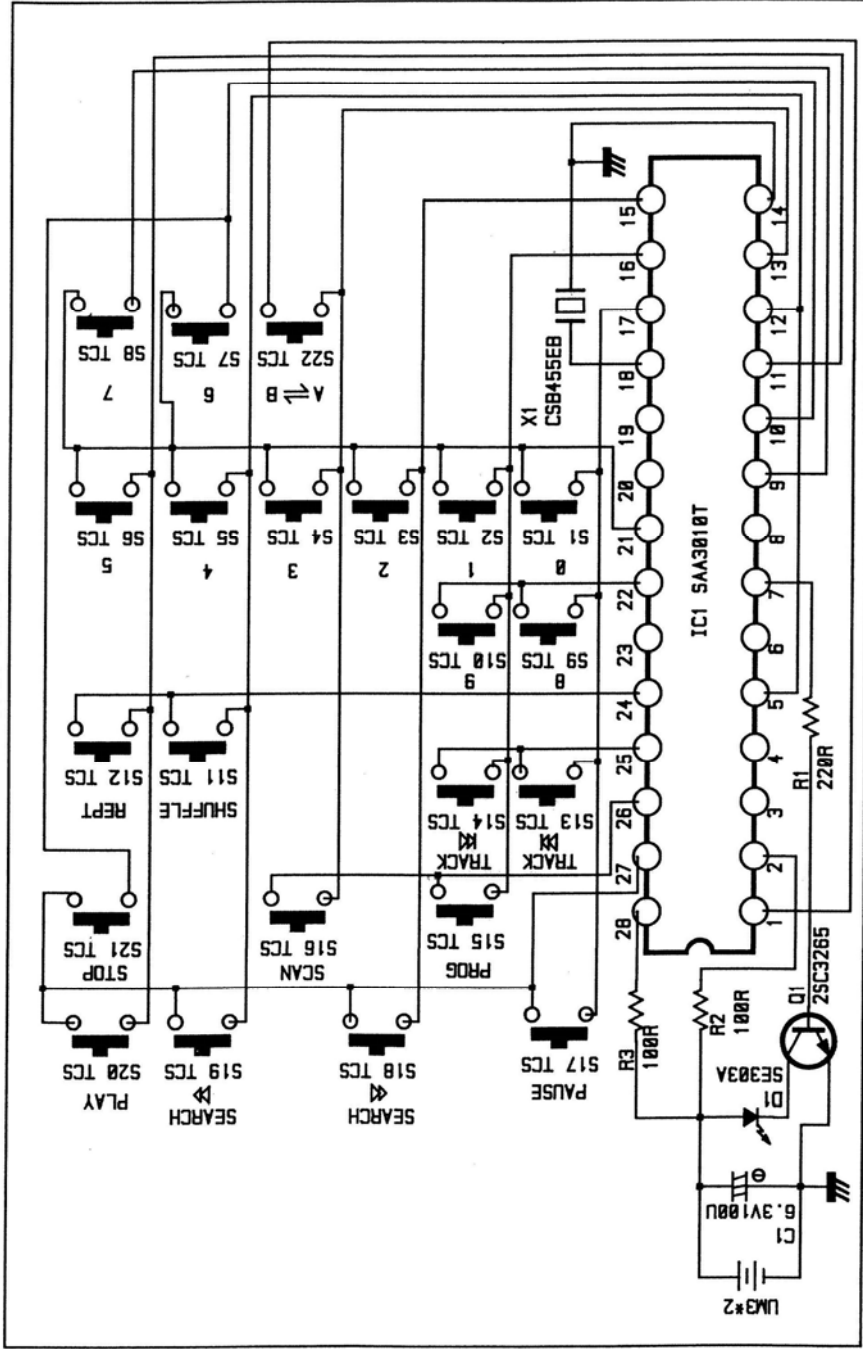 7
S8 TCS
6
S7 TCS
A ⇌ B
S22 TCS
5
S6 TCS
4
S5 TCS
3
S4 TCS
2
S3 TCS
1
S2 TCS
0
S1 TCS
9
S10 TCS
8
S9 TCS
REPT
S12 TCS
SHUFFLE
S11 TCS
TRACK
S14 TCS
TRACK
S13 TCS
STOP
S21 TCS
SCAN
S16 TCS
PROG
S15 TCS
PLAY
S20 TCS
SEARCH
S19 TCS
SEARCH
S18 TCS
PAUSE
S17 TCS
X1
CSB455EB
15
16
17
18
19
20
21
22
23
24
25
26
27
28
IC1 SAA3010T
14
13
12
11
10
9
8
7
6
5
4
3
2
1
R1
220R
R2
100R
R3
100R
Q1
2SC3265
D1
SE303A
C1
6.3V100U
⊖
UM3*2